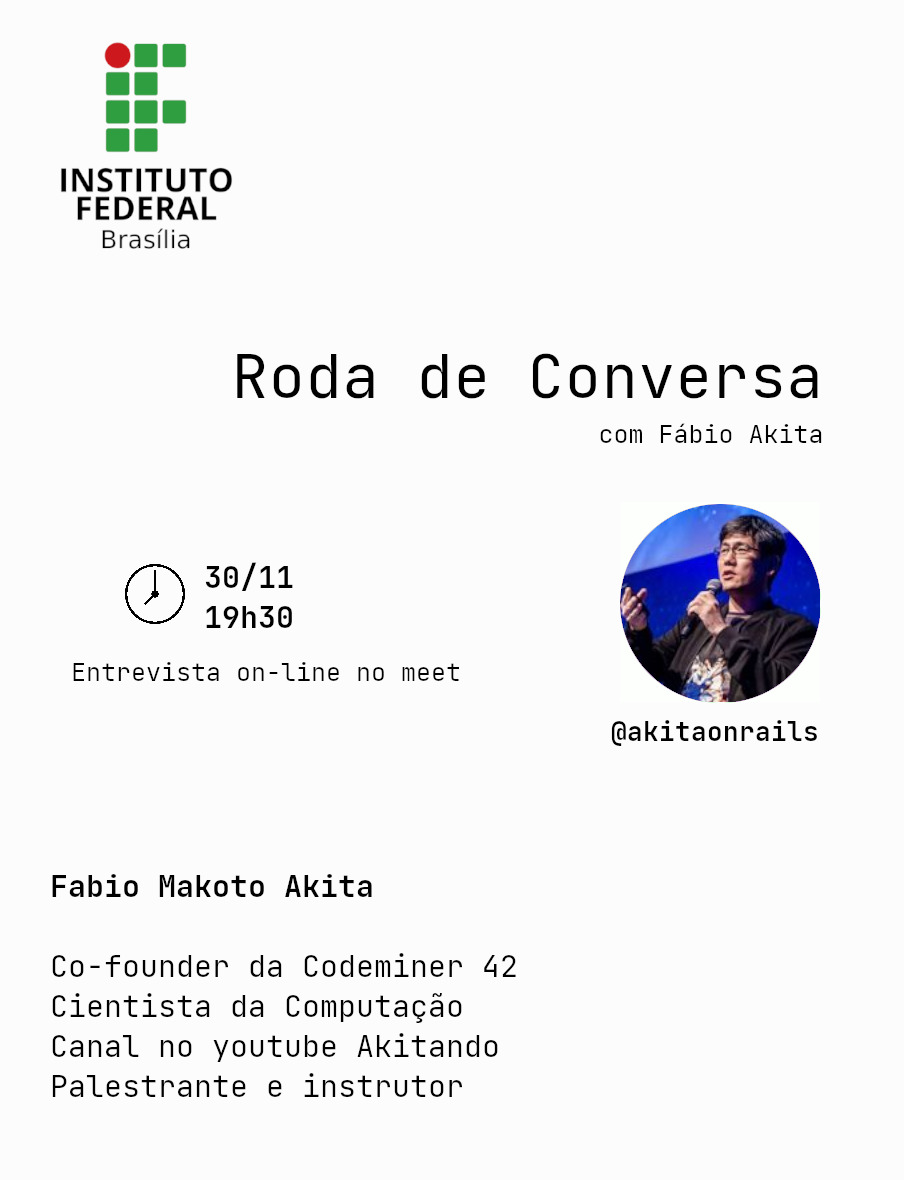 INSTITUTO
FEDERAL
Brasília
Roda de Conversa
com Fábio Akita
30/11
19h30
Entrevista on-line no meet
@akitaonrails
Fabio Makoto Akita
Co-founder da Codeminer 42
Cientista da Computação
Canal no youtube Akitando
Palestrante e instrutor